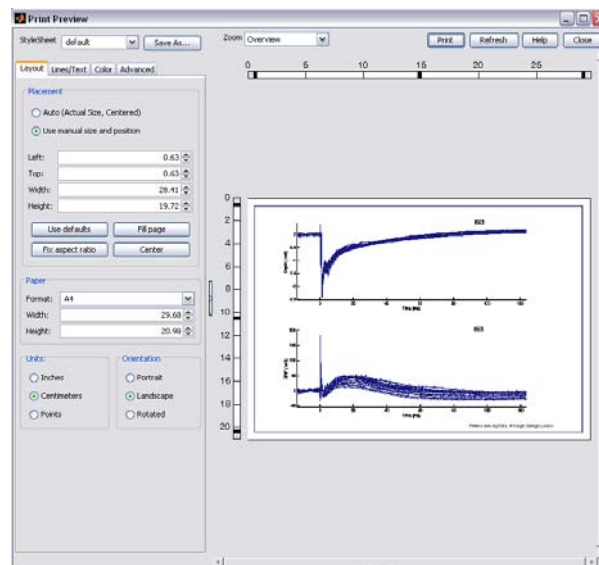 Print Preview
StyleSheet default Save As...
Zoom Overview
Print Refresh Help Close
Layout Lines/Text Color Advanced
Placement
Auto (Actual Size, Centered)
Use manual size and position
Left: 0.63
Top: 0.63
Width: 28.41
Height: 19.72
Use defaults Fill page
Fix aspect ratio Center
Paper
Format: A4
Width: 29.68
Height: 20.98
Units:
Inches
Centimeters
Points
Orientation
Portrait
Landscape
Rotated
0 5 10 15 20 25
0
2
4
6
8
10
12
14
16
18
20